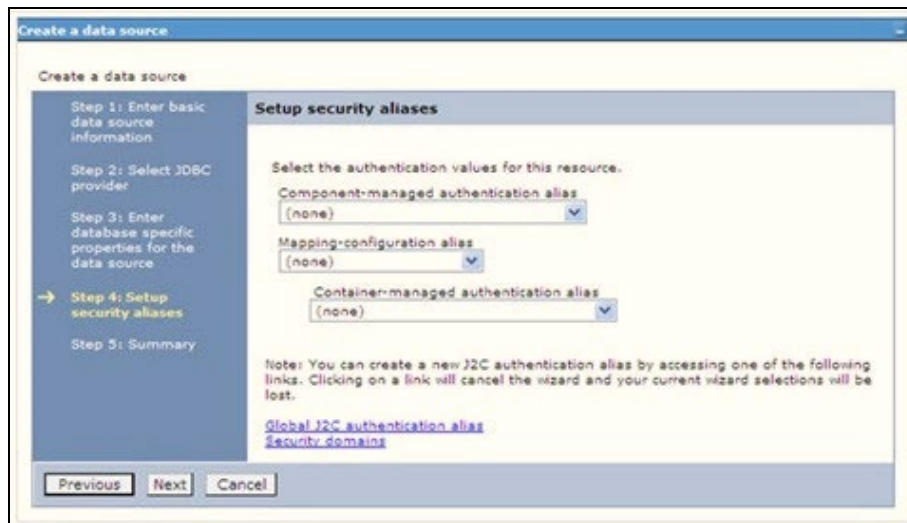 Create a data source
Create a data source
Step 1: Enter basic
data source
information
Step 2: Select JDBC
provider
Step 3: Enter
database specific
properties for the
data source
Step 4: Setup
security aliases
Step 5: Summary
Setup security aliases
Select the authentication values for this resource.
Component-managed authentication alias
(none)
Mapping-configuration alias
(none)
Container-managed authentication alias
(none)
Note: You can create a new J2C authentication alias by accessing one of the following
links. Clicking on a link will cancel the wizard and your current wizard selections will be
lost.
Global J2C authentication alias
Security domains
Previous Next Cancel